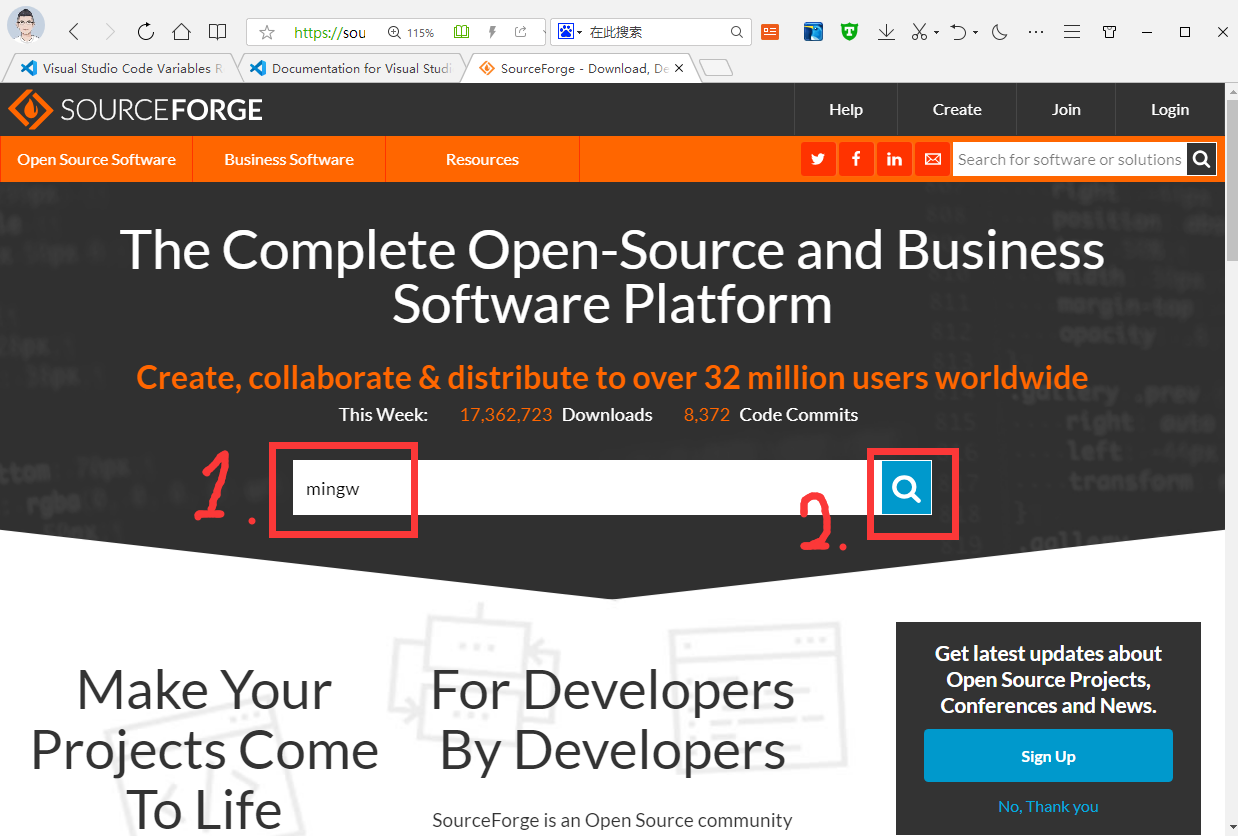 https://sou
115%
在此搜索
Visual Studio Code Variables R
Documentation for Visual Studi
SourceForge - Download, De
SOURCEFORGE
Help
Create
Join
Login
Open Source Software
Business Software
Resources
Search for software or solutions
The Complete Open-Source and Business
Software Platform
Create, collaborate & distribute to over 32 million users worldwide
This Week: 17,362,723 Downloads 8,372 Code Commits
1.
mingw
2.
Make Your
Projects Come
To Life
For Developers
By Developers
SourceForge is an Open Source community
Get latest updates about
Open Source Projects,
Conferences and News.
Sign Up
No, Thank you